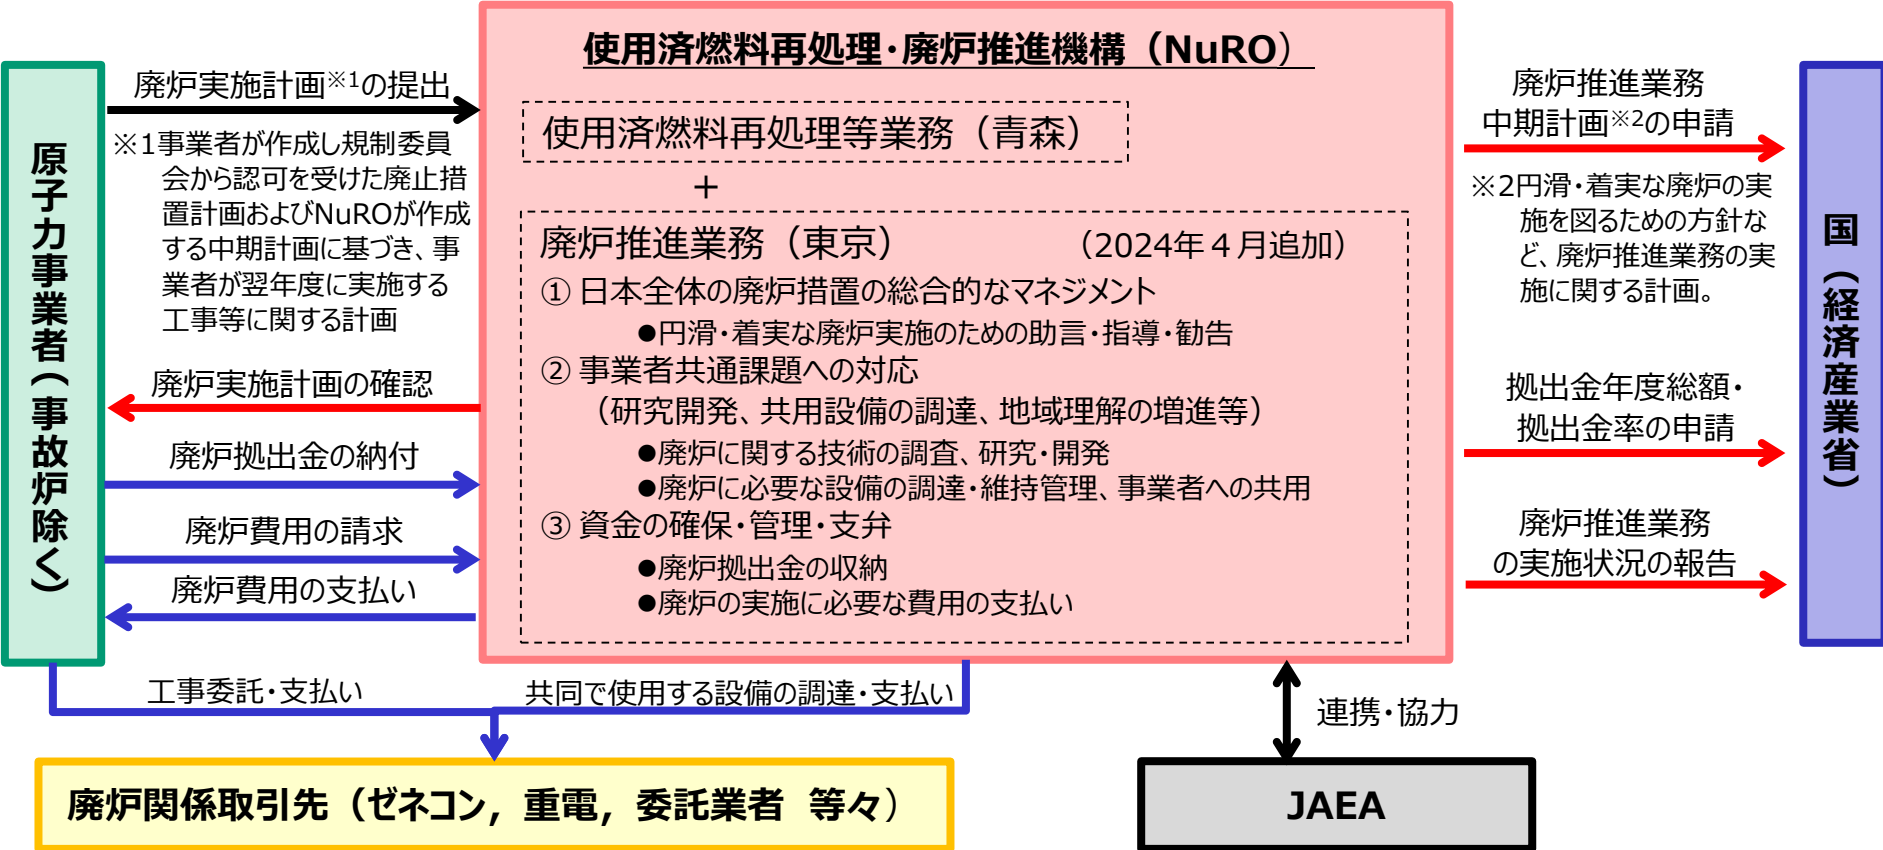 使用済燃料再処理・廃炉推進機構（NuRO）
原子力事業者（事故炉除く）
廃炉実施計画※1の提出
※1事業者が作成し規制委員
会から認可を受けた廃止措
置計画およびNuROが作成
する中期計画に基づき、事
業者が翌年度に実施する
工事等に関する計画
廃炉実施計画の確認
廃炉拠出金の納付
廃炉費用の請求
廃炉費用の支払い
使用済燃料再処理等業務（青森）
＋
廃炉推進業務（東京）　（2024年４月追加）
① 日本全体の廃炉措置の総合的なマネジメント
●円滑・着実な廃炉実施のための助言・指導・勧告
② 事業者共通課題への対応
（研究開発、共用設備の調達、地域理解の増進等）
●廃炉に関する技術の調査、研究・開発
●廃炉に必要な設備の調達・維持管理、事業者への共用
③ 資金の確保・管理・支弁
●廃炉拠出金の収納
●廃炉の実施に必要な費用の支払い
廃炉推進業務
中期計画※2の申請
※2円滑・着実な廃炉の実
施を図るための方針な
ど、廃炉推進業務の実
施に関する計画。
拠出金年度総額・
拠出金率の申請
廃炉推進業務
の実施状況の報告
国（経済産業省）
工事委託・支払い
共同で使用する設備の調達・支払い
連携・協力
廃炉関係取引先（ゼネコン，重電，委託業者 等々）
JAEA